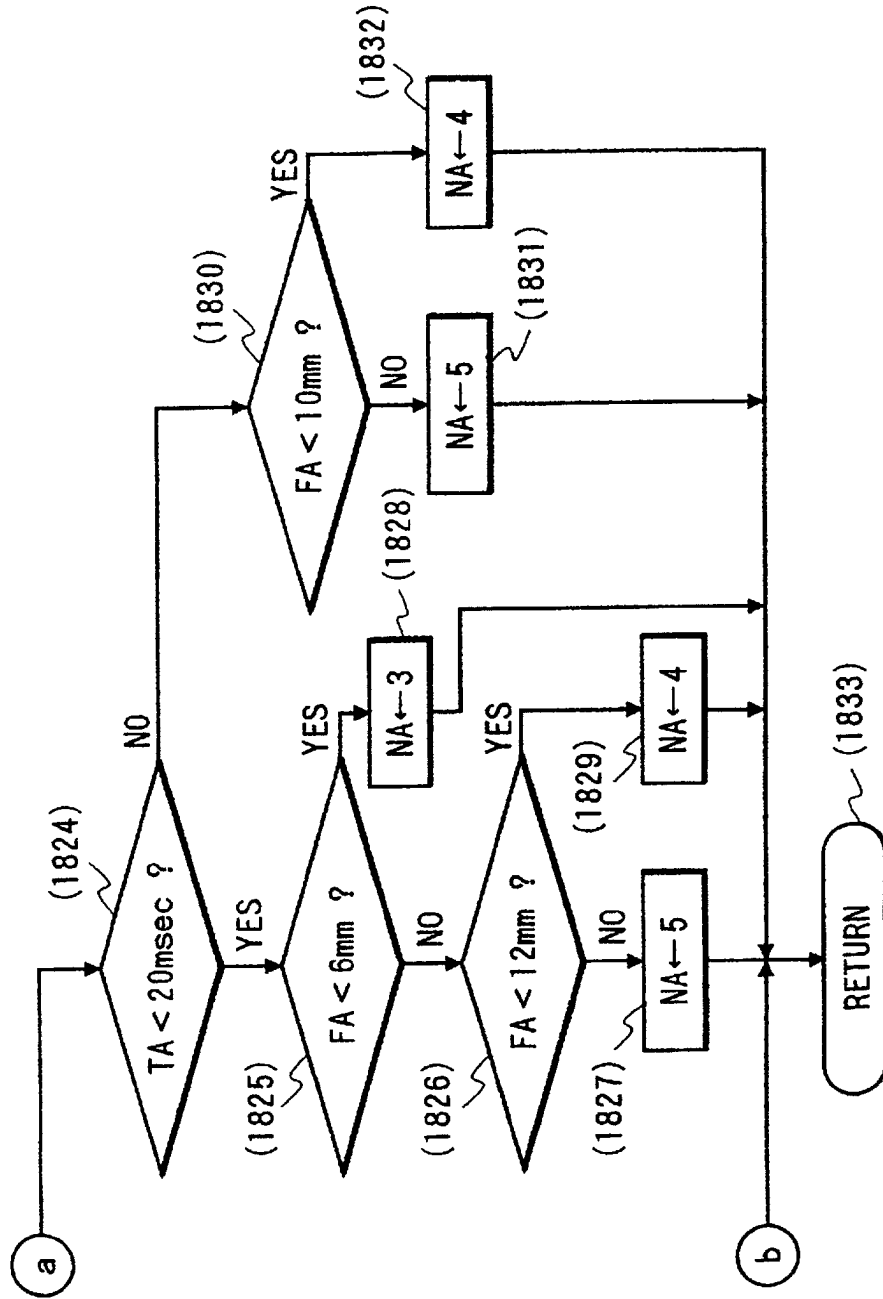 a
TA < 20msec ?
(1824)
NO
YES
FA < 6mm ?
(1825)
YES
NA←3
(1828)
NO
FA < 12mm ?
(1826)
YES
NA←4
(1829)
NO
NA←5
(1827)
FA < 10mm ?
(1830)
YES
NA←4
(1832)
NO
NA←5
(1831)
b
RETURN
(1833)